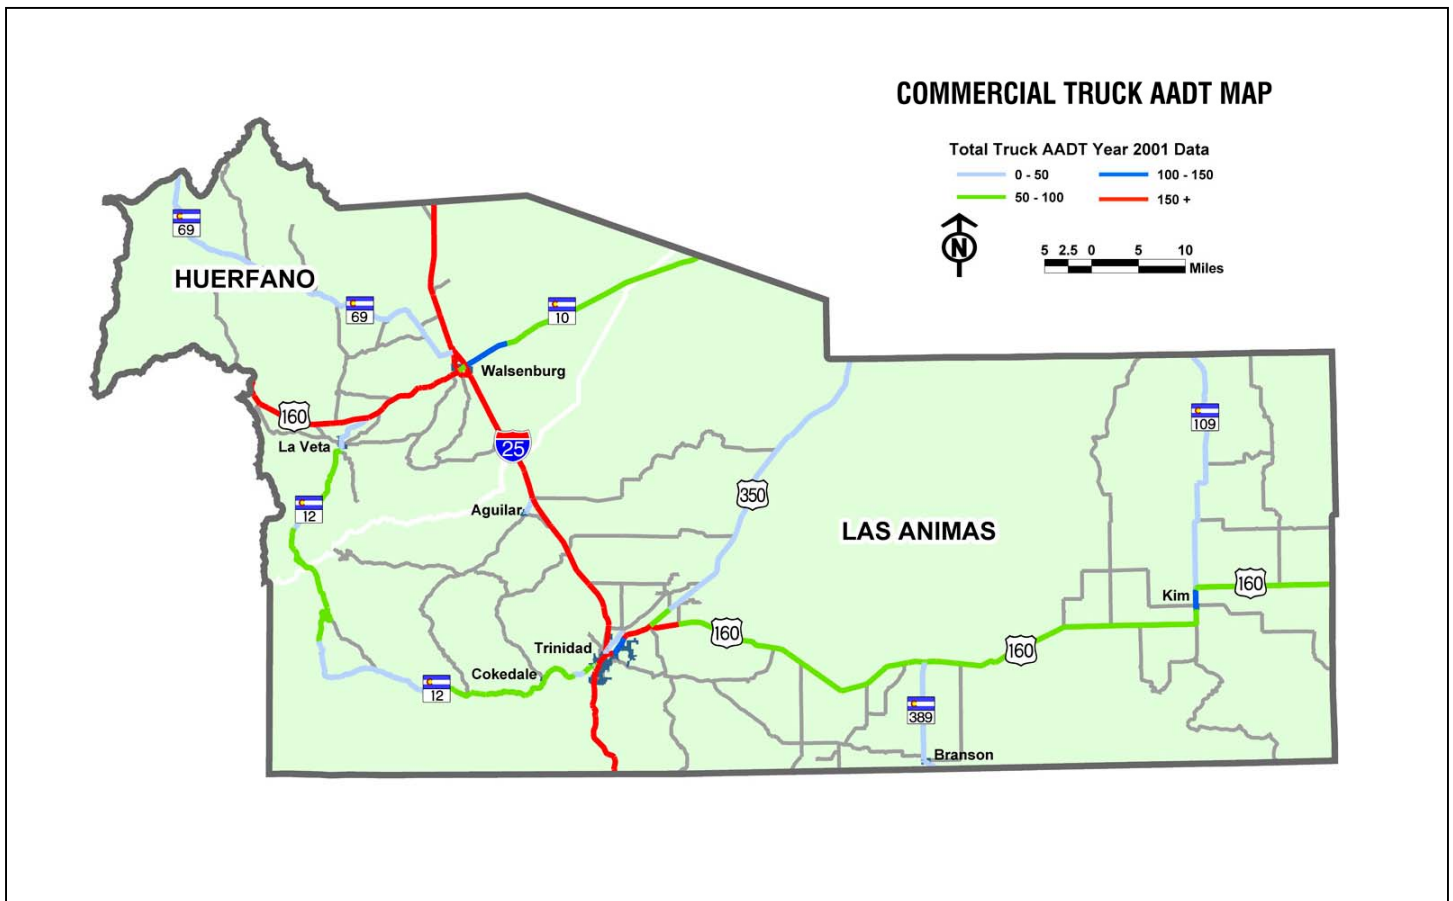 COMMERCIAL TRUCK AADT MAP
Total Truck AADT Year 2001 Data
0 - 50
100 - 150
50 - 100
150 +
N
5 2.5 0 5 10
Miles
69
HUERFANO
69
10
Walsenburg
160
La Veta
25
109
350
12
Aguilar
LAS ANIMAS
160
Kim
160
160
Trinidad
Cokedale
12
389
Branson